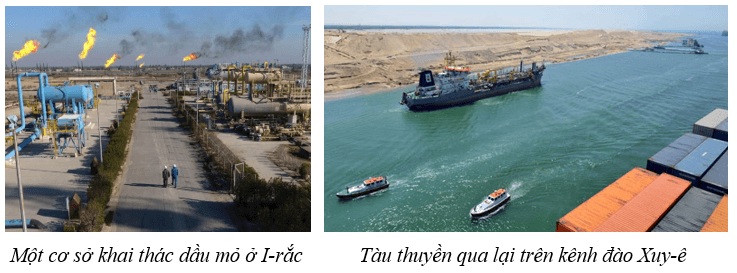 Một cơ sở khai thác dầu mỏ ở I-rắc
Tàu thuyền qua lại trên kênh đào Xuy-ê